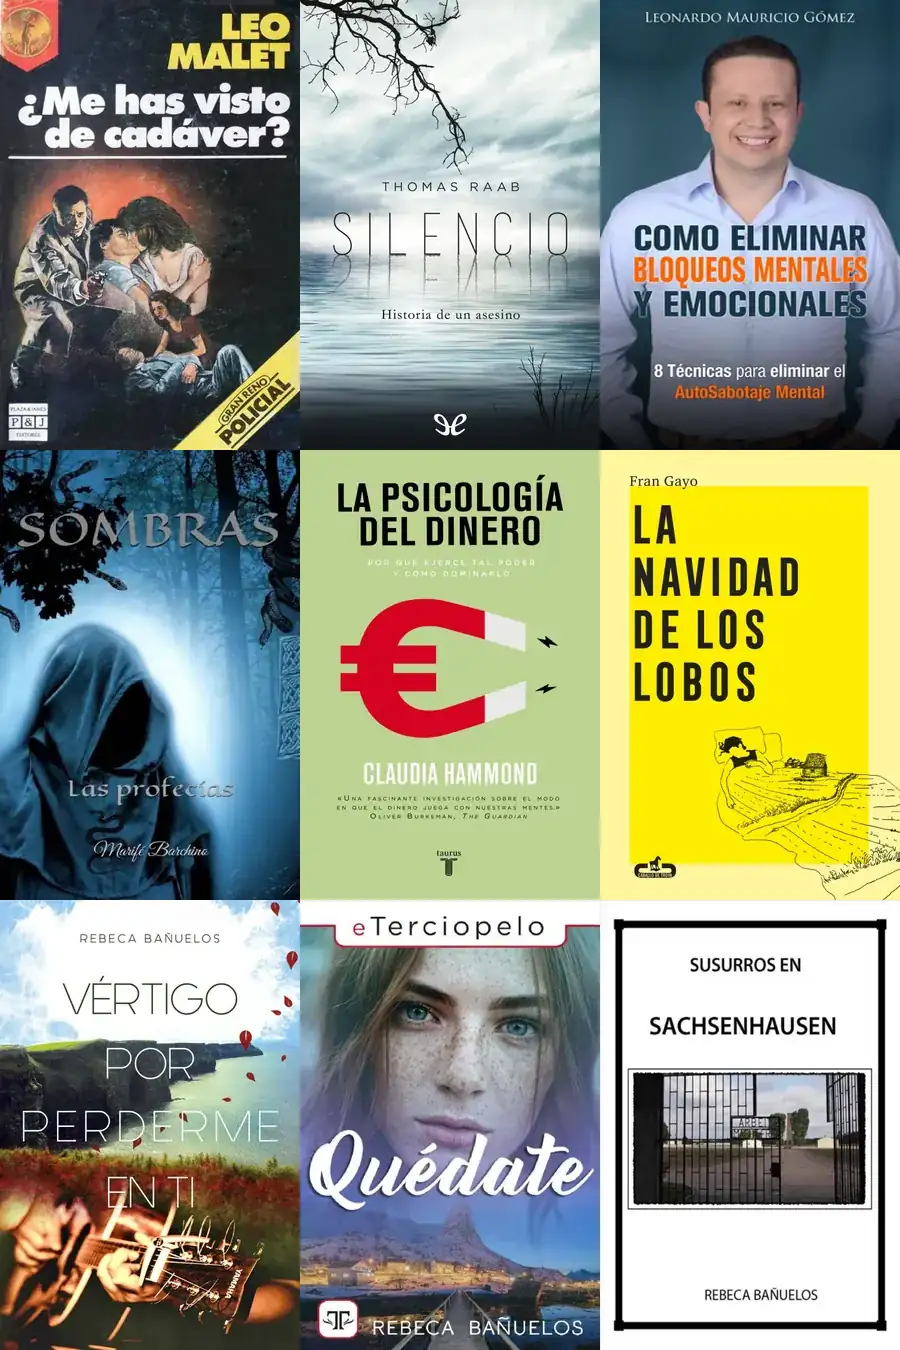 LEO
MALET
¿Me has visto
de cadáver?
GRAN RENO
POLICIAL
PLAZA & JANES
P & J
EDITORES
THOMAS RAAB
SILENCIO
Historia de un asesino
LEONARDO MAURICIO GÓMEZ
COMO ELIMINAR
BLOQUEOS MENTALES
Y EMOCIONALES
8 Técnicas para eliminar el
AutoSabotaje Mental
SOMBRAS
Las profecías
Marifé Barchino
LA PSICOLOGÍA
DEL DINERO
POR QUÉ EJERCE TAL PODER
Y CÓMO DOMINARLO
CLAUDIA HAMMOND
«UNA FASCINANTE INVESTIGACIÓN SOBRE EL MODO
EN QUE EL DINERO JUEGA CON NUESTRAS MENTES.»
OLIVER BURKEMAN, THE GUARDIAN
taurus
Fran Gayo
LA
NAVIDAD
DE LOS
LOBOS
CABALLO DE TROYA
REBECA BAÑUELOS
VÉRTIGO
POR
PERDERME
EN TI
YAMAHA
eTerciopelo
Quédate
REBECA BAÑUELOS
SUSURROS EN
SACHSENHAUSEN
ARBEIT
REBECA BAÑUELOS